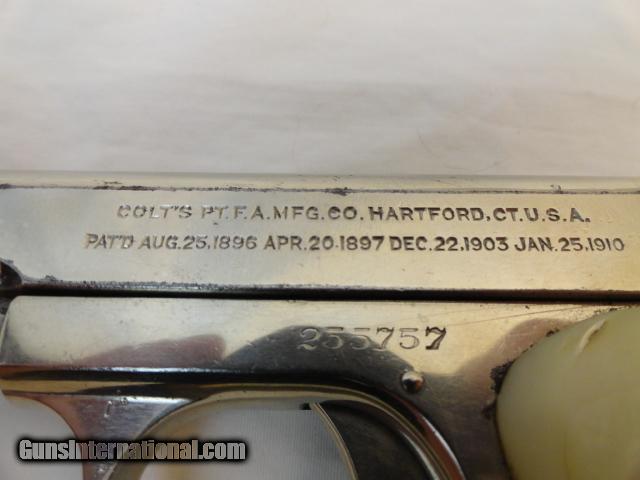 COLT'S PT.F.A.MFG.CO. HARTFORD,CT.U.S.A.
PAT'D AUG.25,1896 APR.20,1897 DEC.22,1903 JAN.25,1910
255757
GunsInternational.com